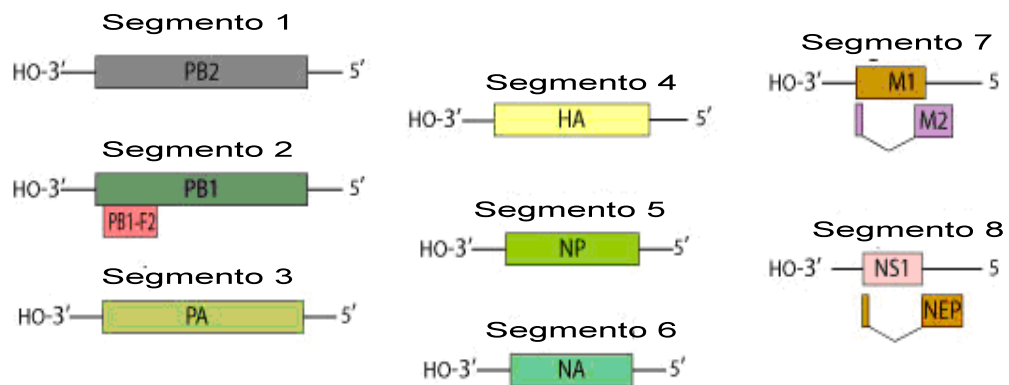 Segmento 1
HO-3′ PB2 5′
Segmento 2
HO-3′ PB1 5′
PB1-F2
Segmento 3
HO-3′ PA 5′
Segmento 4
HO-3′ HA 5′
Segmento 5
HO-3′ NP 5′
Segmento 6
HO-3′ NA 5′
Segmento 7
HO-3′ M1 5
M2
Segmento 8
HO-3′ NS1 5
NEP